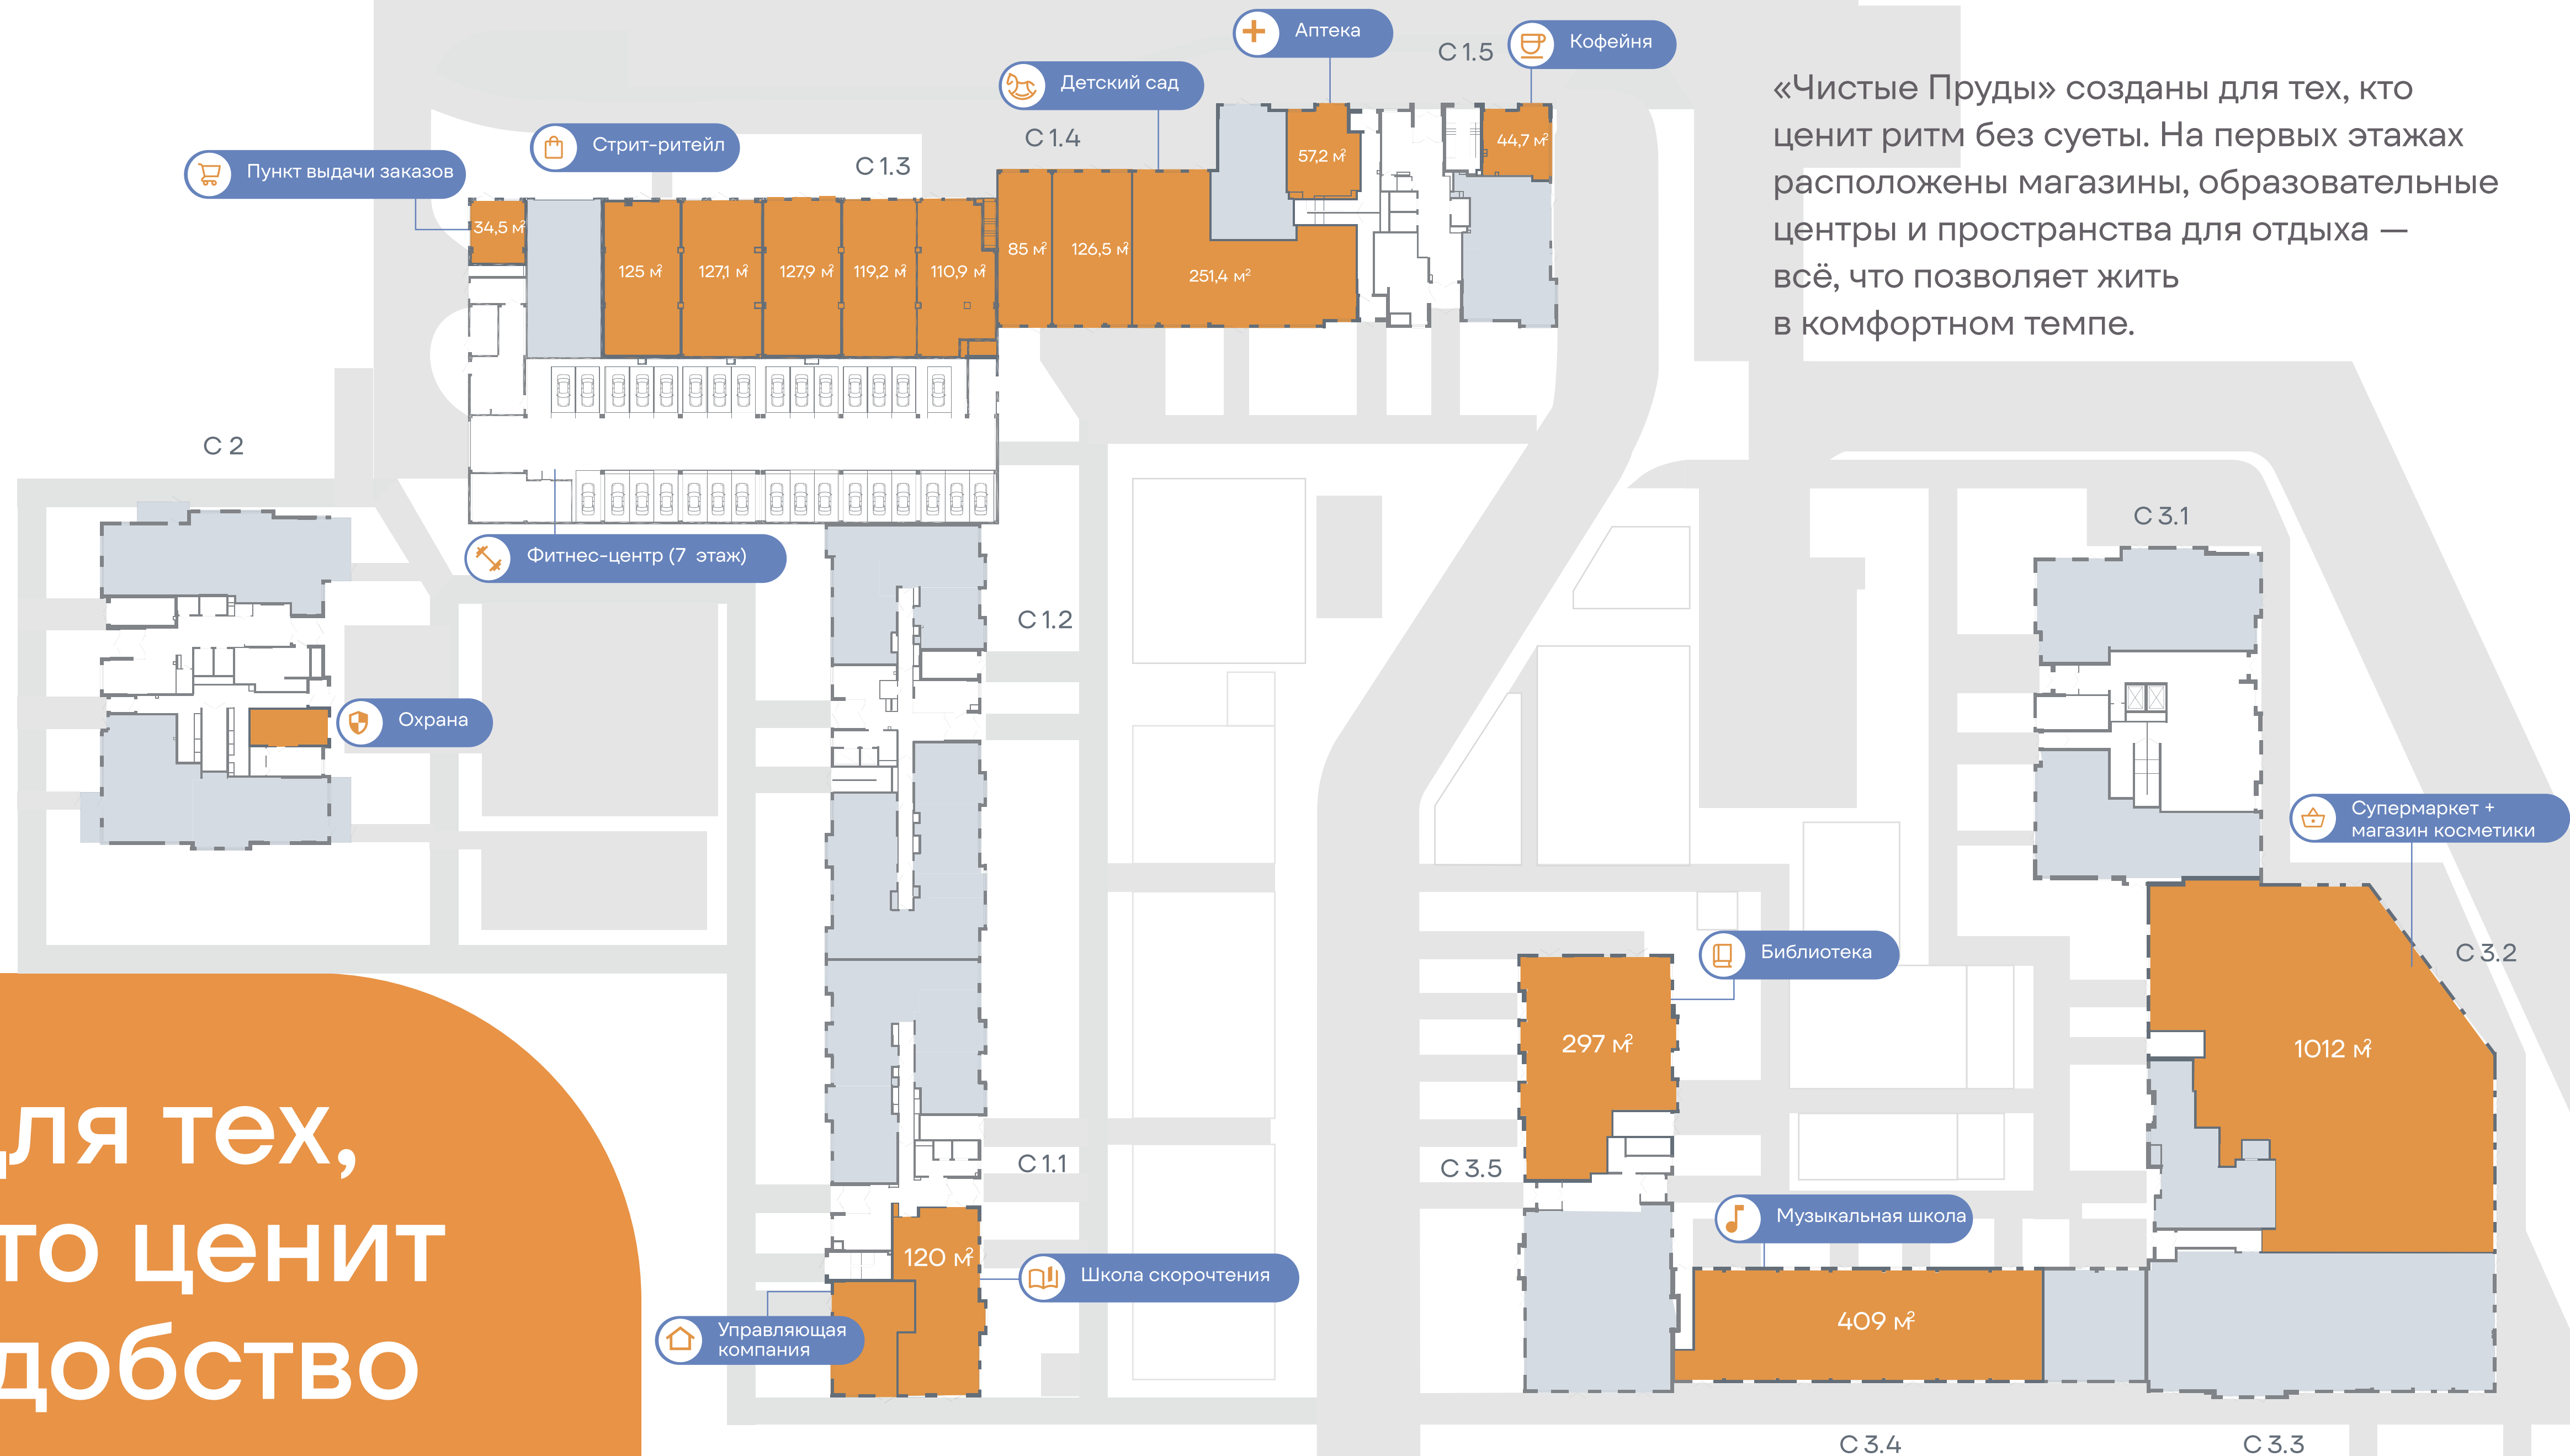 Аптека
С 1.5
Кофейня
«Чистые Пруды» созданы для тех, кто
ценит ритм без суеты. На первых этажах
расположены магазины, образовательные
центры и пространства для отдыха —
всё, что позволяет жить
в комфортном темпе.
Детский сад
С 1.4
Стрит-ритейл
С 1.3
Пункт выдачи заказов
34,5 м²
125 м²
127,1 м²
127,9 м²
119,2 м²
110,9 м²
85 м²
126,5 м²
251,4 м²
57,2 м²
44,7 м²
С 2
Фитнес-центр (7 этаж)
С 3.1
С 1.2
Охрана
Супермаркет +
магазин косметики
Библиотека
С 3.2
297 м²
1012 м²
ля тех,
то ценит
добство
С 1.1
С 3.5
Музыкальная школа
120 м²
Школа скорочтения
409 м²
Управляющая
компания
С 3.4
С 3.3